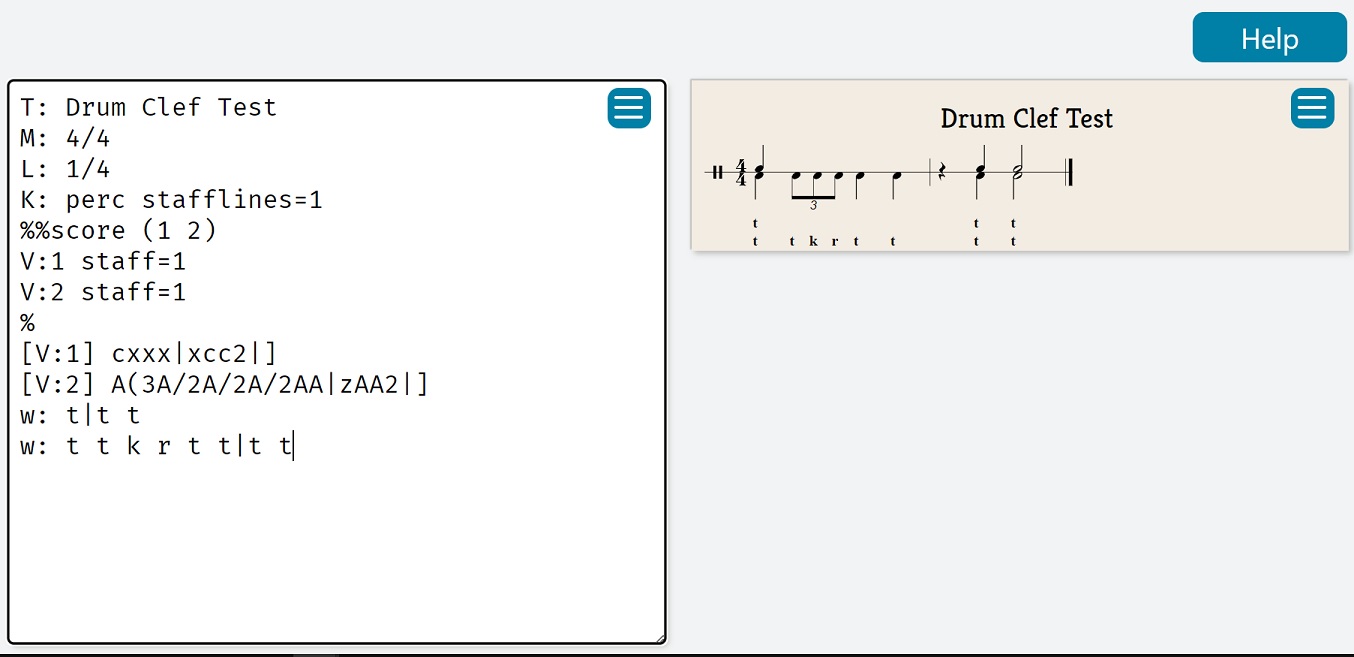 Help
T: Drum Clef Test
M: 4/4
L: 1/4
K: perc stafflines=1
%%score (1 2)
V:1 staff=1
V:2 staff=1
%
[V:1] cxxx|xcc2|]
[V:2] A(3A/2A/2A/2AA|zAA2|]
w: t|t t
w: t t k r t t|t t
Drum Clef Test
4
4
3
t t t
t t k r t t t t